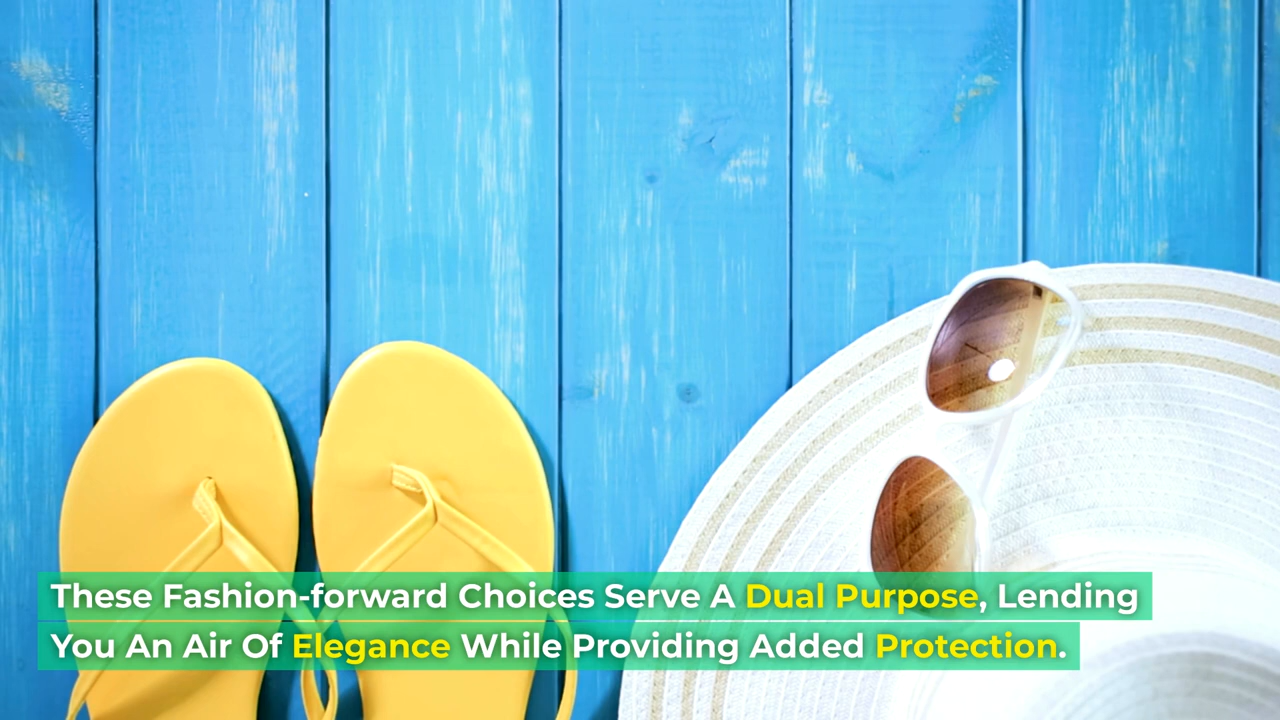 These Fashion-forward Choices Serve A Dual Purpose, Lending
You An Air Of Elegance While Providing Added Protection.